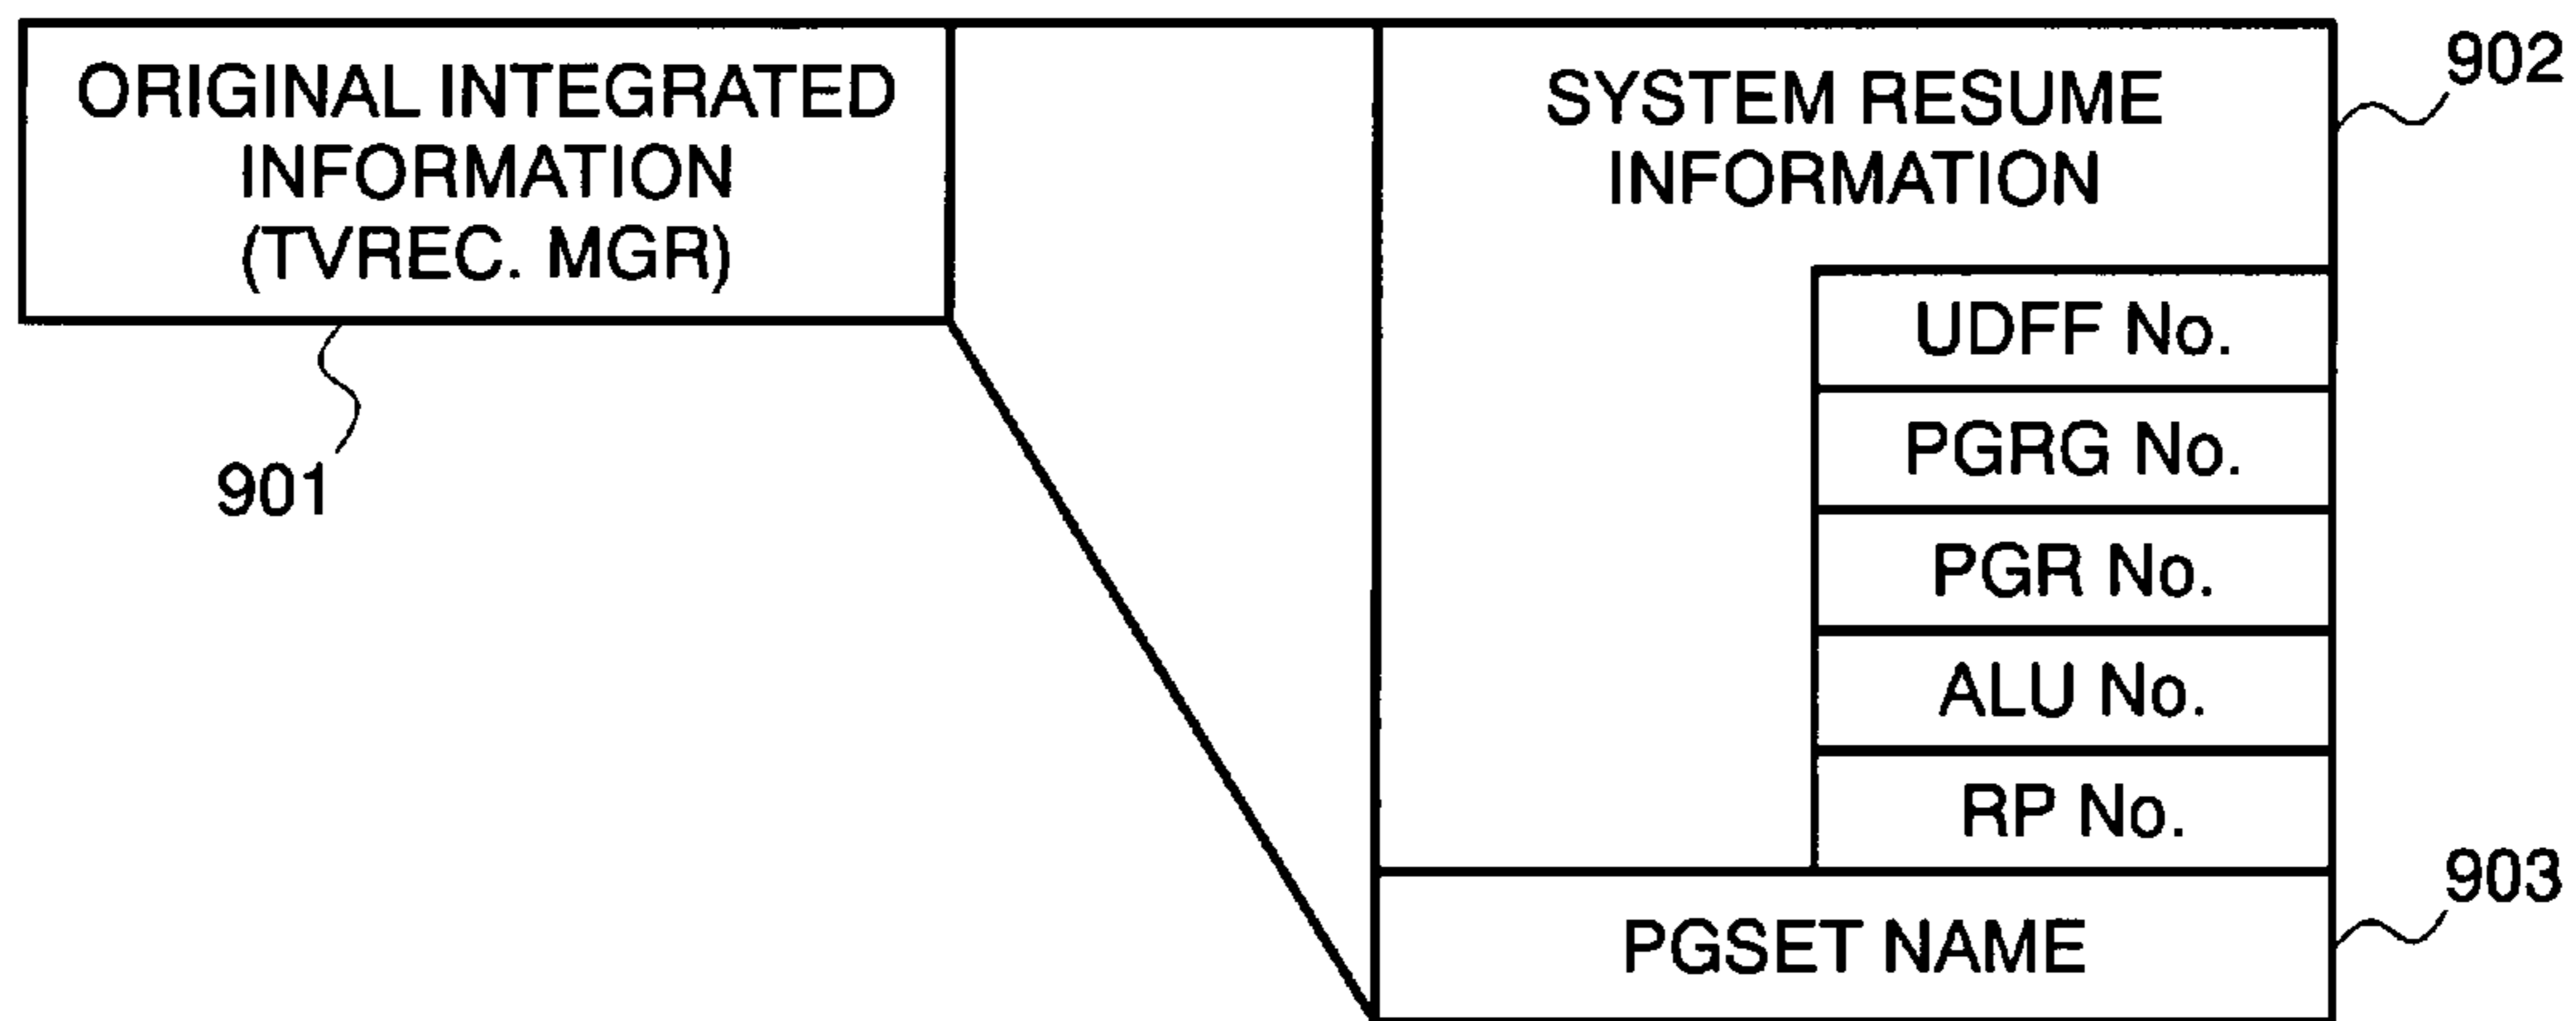 ORIGINAL INTEGRATED
INFORMATION
(TVREC. MGR)
901
SYSTEM RESUME
INFORMATION
902
UDFF No.
PGRG No.
PGR No.
ALU No.
RP No.
PGSET NAME
903